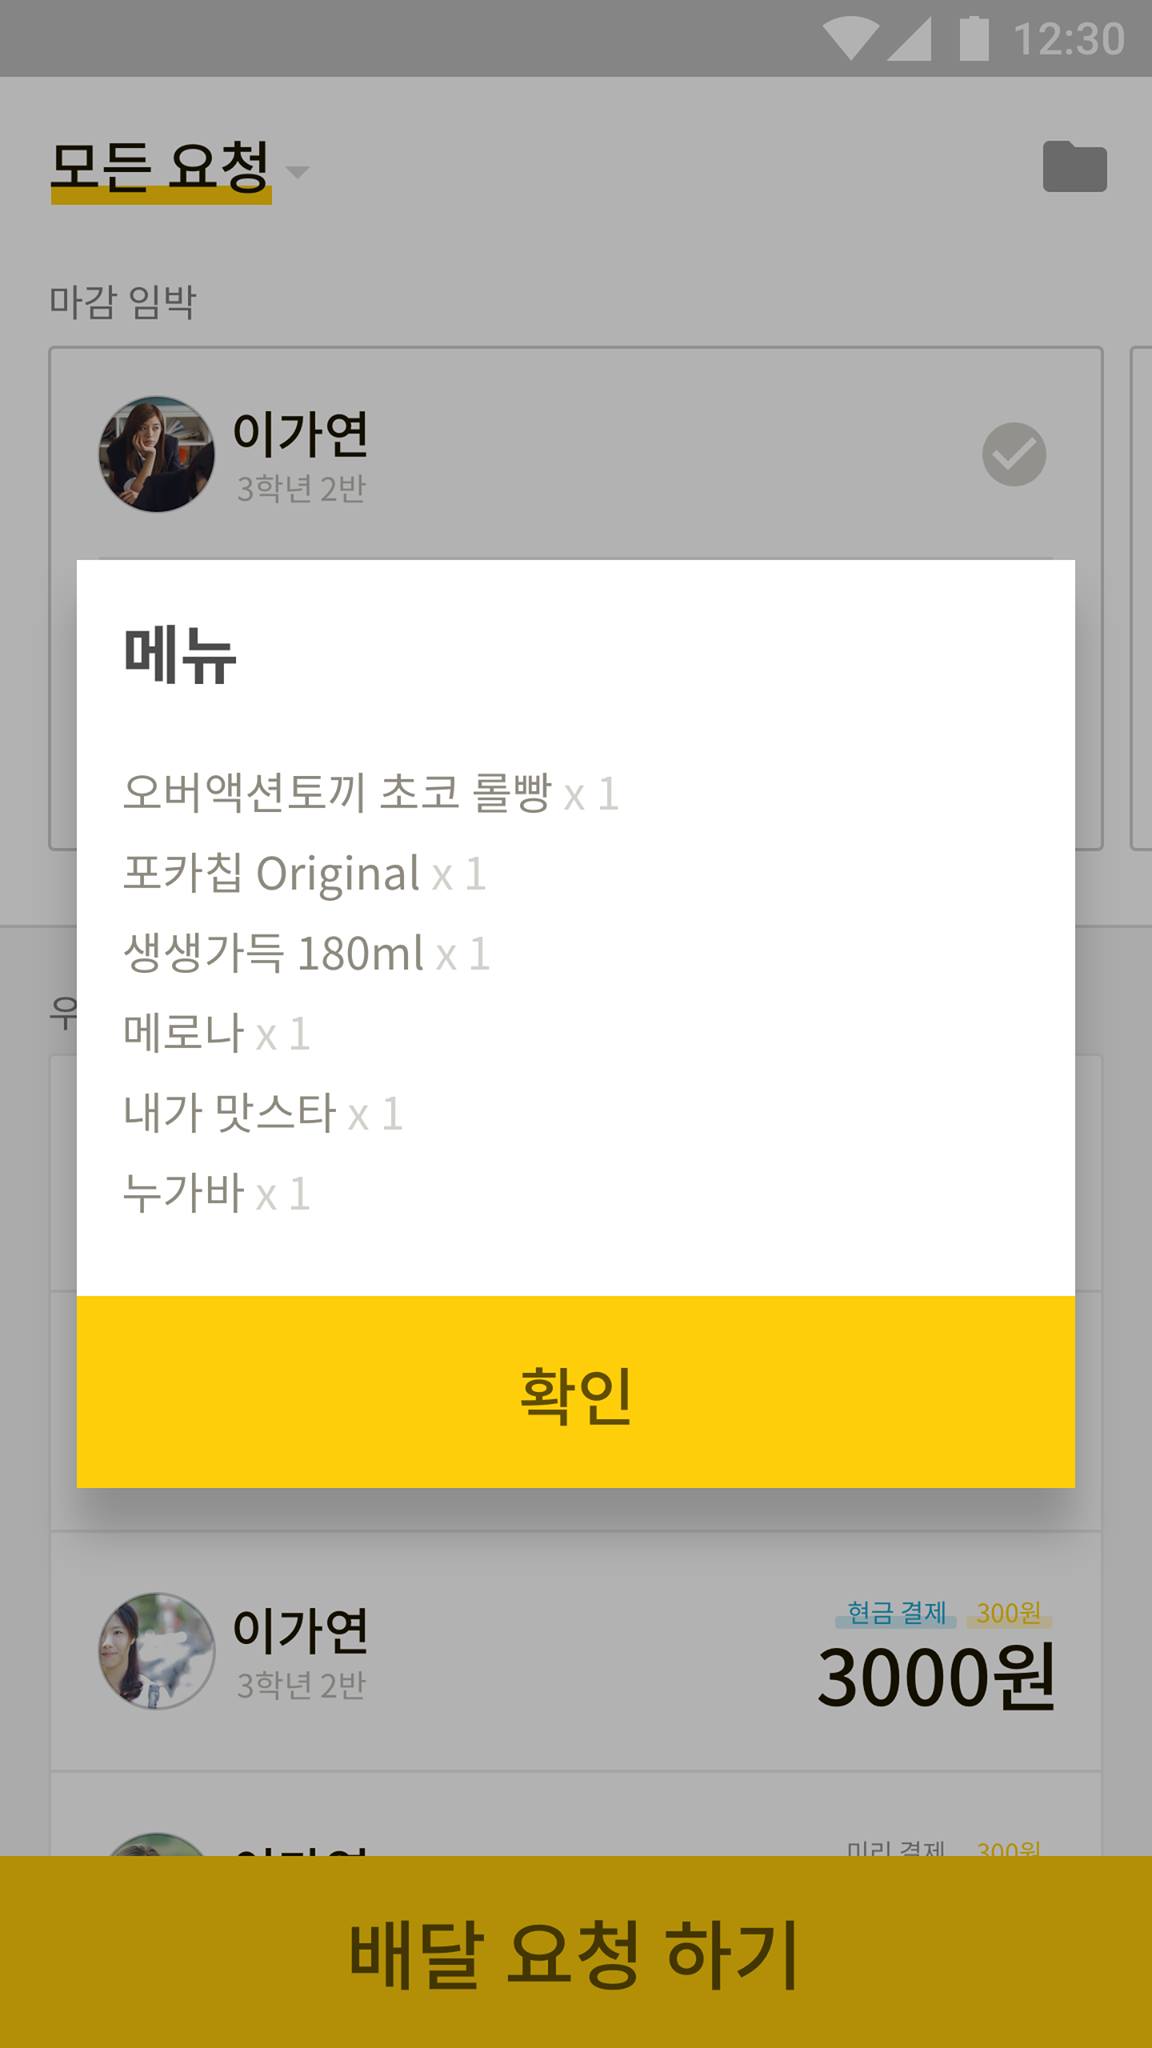 12:30
모든 요청
마감 임박
이가연
3학년 2반
메뉴
오버액션토끼 초코 롤빵 x 1
포카칩 Original x 1
생생가득 180ml x 1
메로나 x 1
내가 맛스타 x 1
누가바 x 1
확인
이가연
3학년 2반
현금 결제 300원
3000원
이가연
미리 결제 300원
배달 요청 하기